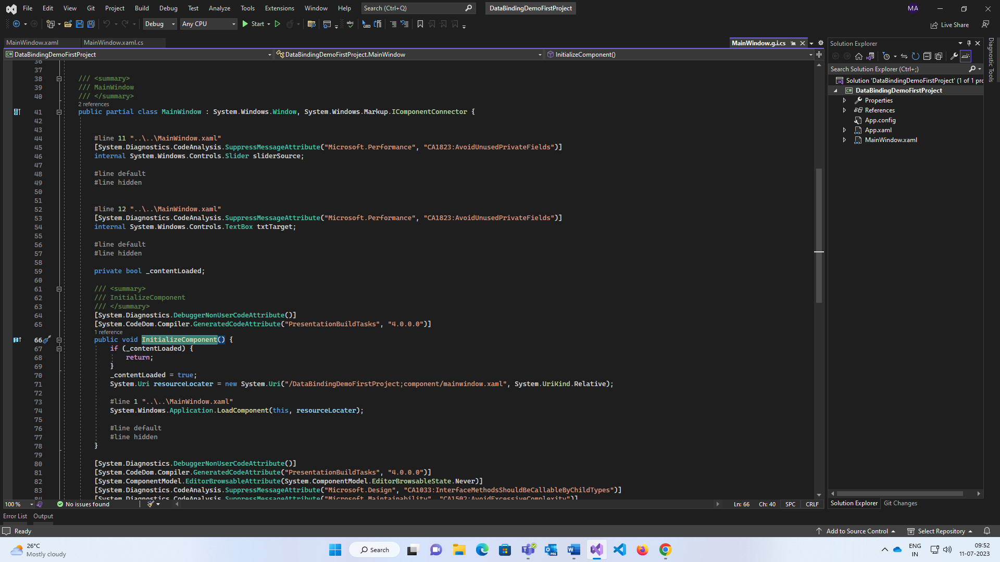 File Edit View Git Project Build Debug Test Analyze Tools Extensions Window Help Search (Ctrl+Q) DataBindingDemoFirstProject MA
Debug Any CPU Start Live Share
MainWindow.xaml MainWindow.xaml.cs MainWindow.g.i.cs
DataBindingDemoFirstProject DataBindingDemoFirstProject.MainWindow InitializeComponent()
36
37
38 /// <summary>
39 /// MainWindow
40 /// </summary>
2 references
41 public partial class MainWindow : System.Windows.Window, System.Windows.Markup.IComponentConnector {
42
43
44 #line 11 "..\..\MainWindow.xaml"
45 [System.Diagnostics.CodeAnalysis.SuppressMessageAttribute("Microsoft.Performance", "CA1823:AvoidUnusedPrivateFields")]
46 internal System.Windows.Controls.Slider sliderSource;
47
48 #line default
49 #line hidden
50
51
52 #line 12 "..\..\MainWindow.xaml"
53 [System.Diagnostics.CodeAnalysis.SuppressMessageAttribute("Microsoft.Performance", "CA1823:AvoidUnusedPrivateFields")]
54 internal System.Windows.Controls.TextBox txtTarget;
55
56 #line default
57 #line hidden
58
59 private bool _contentLoaded;
60
61 /// <summary>
62 /// InitializeComponent
63 /// </summary>
64 [System.Diagnostics.DebuggerNonUserCodeAttribute()]
65 [System.CodeDom.Compiler.GeneratedCodeAttribute("PresentationBuildTasks", "4.0.0.0")]
1 reference
66 public void InitializeComponent() {
67 if (_contentLoaded) {
68 return;
69 }
70 _contentLoaded = true;
71 System.Uri resourceLocater = new System.Uri("/DataBindingDemoFirstProject;component/mainwindow.xaml", System.UriKind.Relative);
72
73 #line 1 "..\..\MainWindow.xaml"
74 System.Windows.Application.LoadComponent(this, resourceLocater);
75
76 #line default
77 #line hidden
78 }
79
80 [System.Diagnostics.DebuggerNonUserCodeAttribute()]
81 [System.CodeDom.Compiler.GeneratedCodeAttribute("PresentationBuildTasks", "4.0.0.0")]
82 [System.ComponentModel.EditorBrowsableAttribute(System.ComponentModel.EditorBrowsableState.Never)]
83 [System.Diagnostics.CodeAnalysis.SuppressMessageAttribute("Microsoft.Design", "CA1033:InterfaceMethodsShouldBeCallableByChildTypes")]
84 [System.Diagnostics.CodeAnalysis.SuppressMessageAttribute("Microsoft.Maintainability", "CA1502:AvoidExcessiveComplexity")]
100 % No issues found Ln: 66 Ch: 40 SPC CRLF
Error List Output
Solution Explorer
Search Solution Explorer (Ctrl+;)
Solution 'DataBindingDemoFirstProject' (1 of 1 pro
DataBindingDemoFirstProject
Properties
References
App.config
App.xaml
MainWindow.xaml
Solution Explorer Git Changes
Diagnostic Tools
Ready Add to Source Control Select Repository
26°C
Mostly cloudy
Search
ENG
IN
09:52
11-07-2023